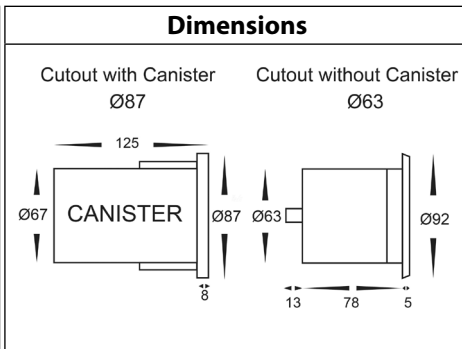 Dimensions
Cutout with Canister
Ø87
Cutout without Canister
Ø63
125
Ø67
CANISTER
Ø87
8
Ø63
Ø92
13
78
5